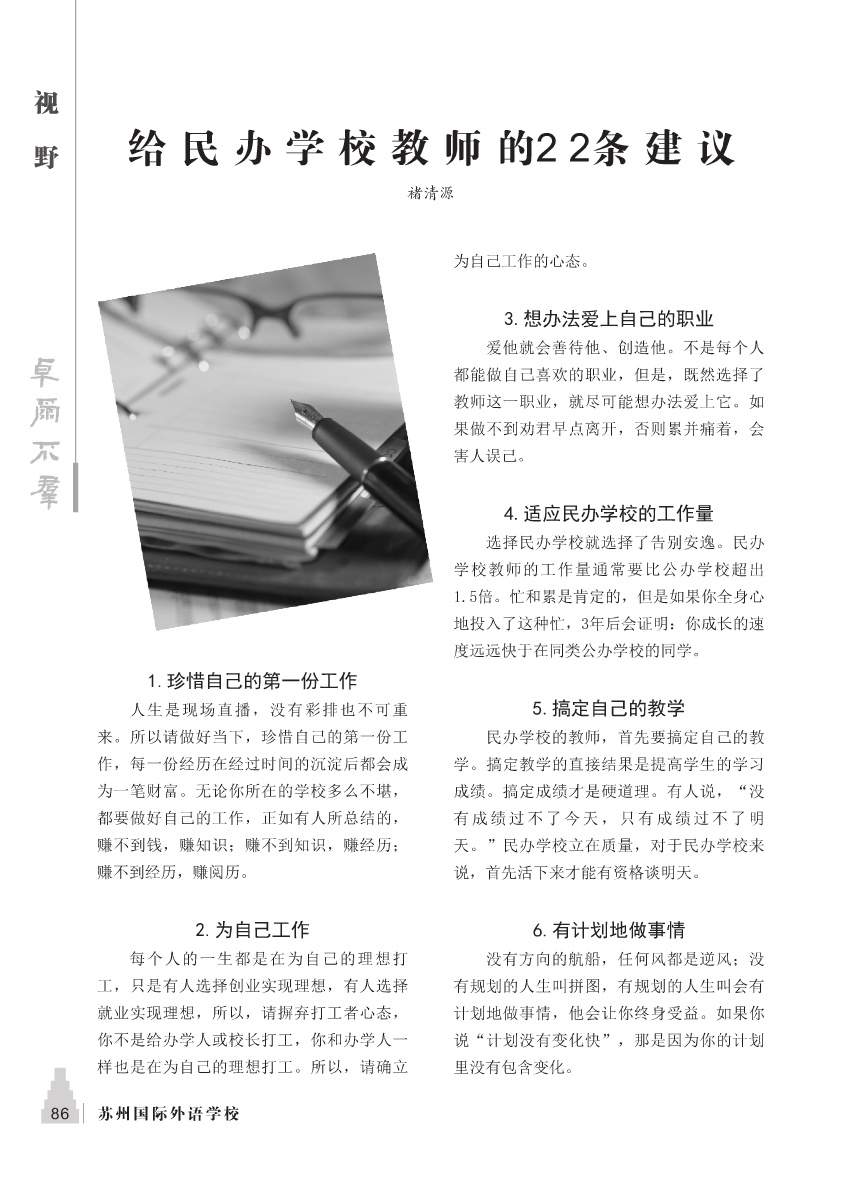 视
野
给民办学校教师的22条建议
褚清源
卓尔不群
1.珍惜自己的第一份工作
人生是现场直播，没有彩排也不可重
来。所以请做好当下，珍惜自己的第一份工
作，每一份经历在经过时间的沉淀后都会成
为一笔财富。无论你所在的学校多么不堪，
都要做好自己的工作，正如有人所总结的，
赚不到钱，赚知识；赚不到知识，赚经历；
赚不到经历，赚阅历。
2.为自己工作
每个人的一生都是在为自己的理想打
工，只是有人选择创业实现理想，有人选择
就业实现理想，所以，请摒弃打工者心态，
你不是给办学人或校长打工，你和办学人一
样也是在为自己的理想打工。所以，请确立
为自己工作的心态。
3.想办法爱上自己的职业
爱他就会善待他、创造他。不是每个人
都能做自己喜欢的职业，但是，既然选择了
教师这一职业，就尽可能想办法爱上它。如
果做不到劝君早点离开，否则累并痛着，会
害人误己。
4.适应民办学校的工作量
选择民办学校就选择了告别安逸。民办
学校教师的工作量通常要比公办学校超出
1.5倍。忙和累是肯定的，但是如果你全身心
地投入了这种忙，3年后会证明：你成长的速
度远远快于在同类公办学校的同学。
5.搞定自己的教学
民办学校的教师，首先要搞定自己的教
学。搞定教学的直接结果是提高学生的学习
成绩。搞定成绩才是硬道理。有人说，“没
有成绩过不了今天，只有成绩过不了明
天。”民办学校立在质量，对于民办学校来
说，首先活下来才能有资格谈明天。
6.有计划地做事情
没有方向的航船，任何风都是逆风；没
有规划的人生叫拼图，有规划的人生叫会有
计划地做事情，他会让你终身受益。如果你
说“计划没有变化快”，那是因为你的计划
里没有包含变化。
86 苏州国际外语学校